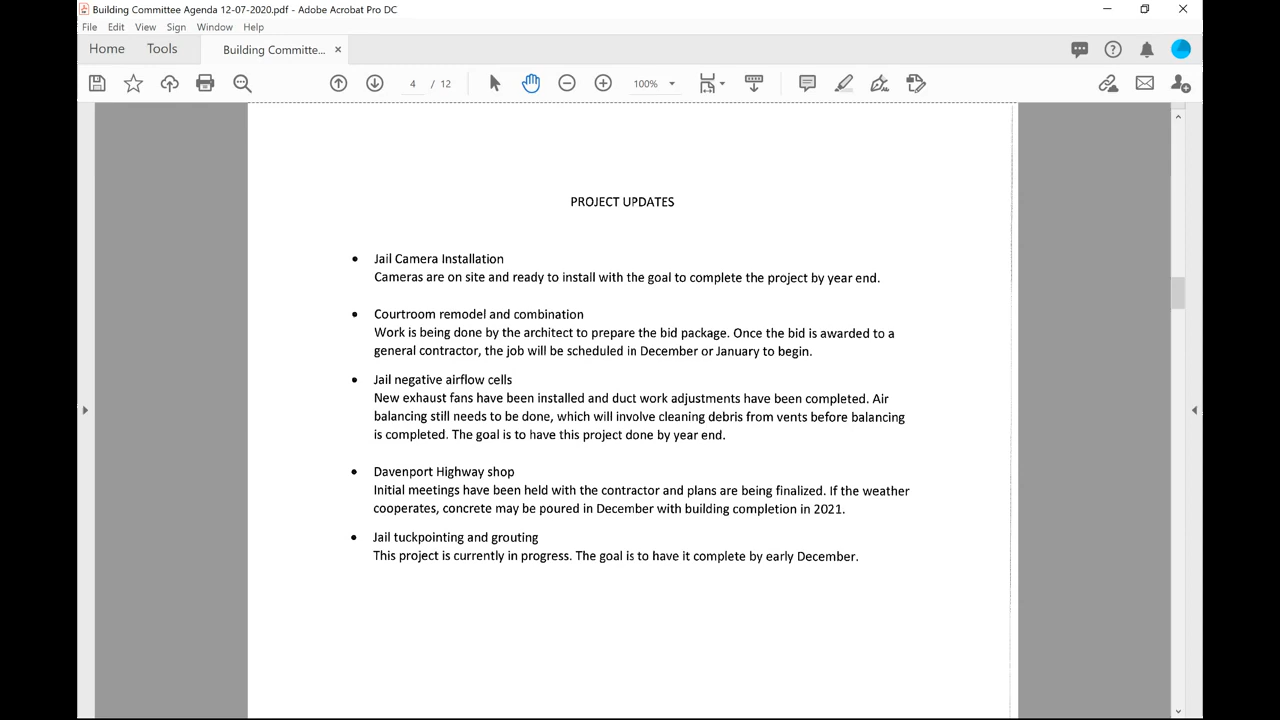 Building Committee Agenda 12-07-2020.pdf - Adobe Acrobat Pro DC
File Edit View Sign Window Help
Home Tools Building Committe... ×
4 / 12 100%
PROJECT UPDATES
• Jail Camera Installation
Cameras are on site and ready to install with the goal to complete the project by year end.
• Courtroom remodel and combination
Work is being done by the architect to prepare the bid package. Once the bid is awarded to a
general contractor, the job will be scheduled in December or January to begin.
• Jail negative airflow cells
New exhaust fans have been installed and duct work adjustments have been completed. Air
balancing still needs to be done, which will involve cleaning debris from vents before balancing
is completed. The goal is to have this project done by year end.
• Davenport Highway shop
Initial meetings have been held with the contractor and plans are being finalized. If the weather
cooperates, concrete may be poured in December with building completion in 2021.
• Jail tuckpointing and grouting
This project is currently in progress. The goal is to have it complete by early December.